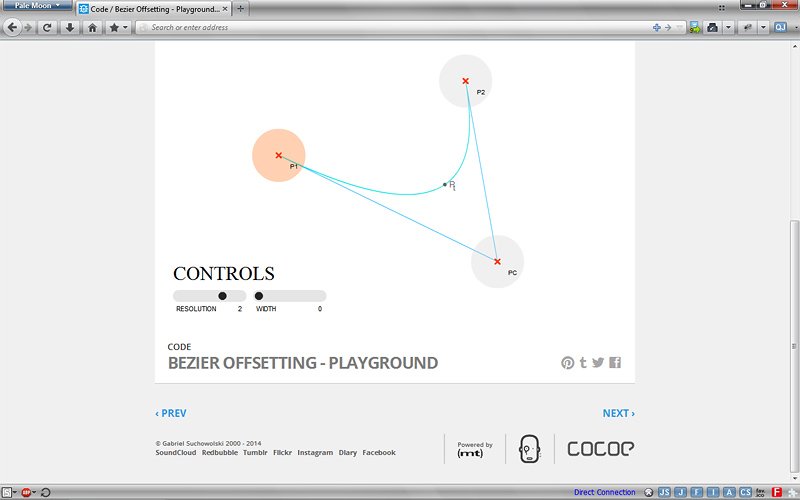 Pale Moon
Code / Bezier Offsetting - Playground...
Search or enter address
P2
P1
PC
CONTROLS
RESOLUTION 2 WIDTH 0
CODE
BEZIER OFFSETTING - PLAYGROUND
‹ PREV NEXT ›
© Gabriel Suchowolski 2000 - 2014
SoundCloud Redbubble Tumblr Flickr Instagram Diary Facebook
Powered by
(mt)
Direct Connection JS J F I A CS fav.ico F